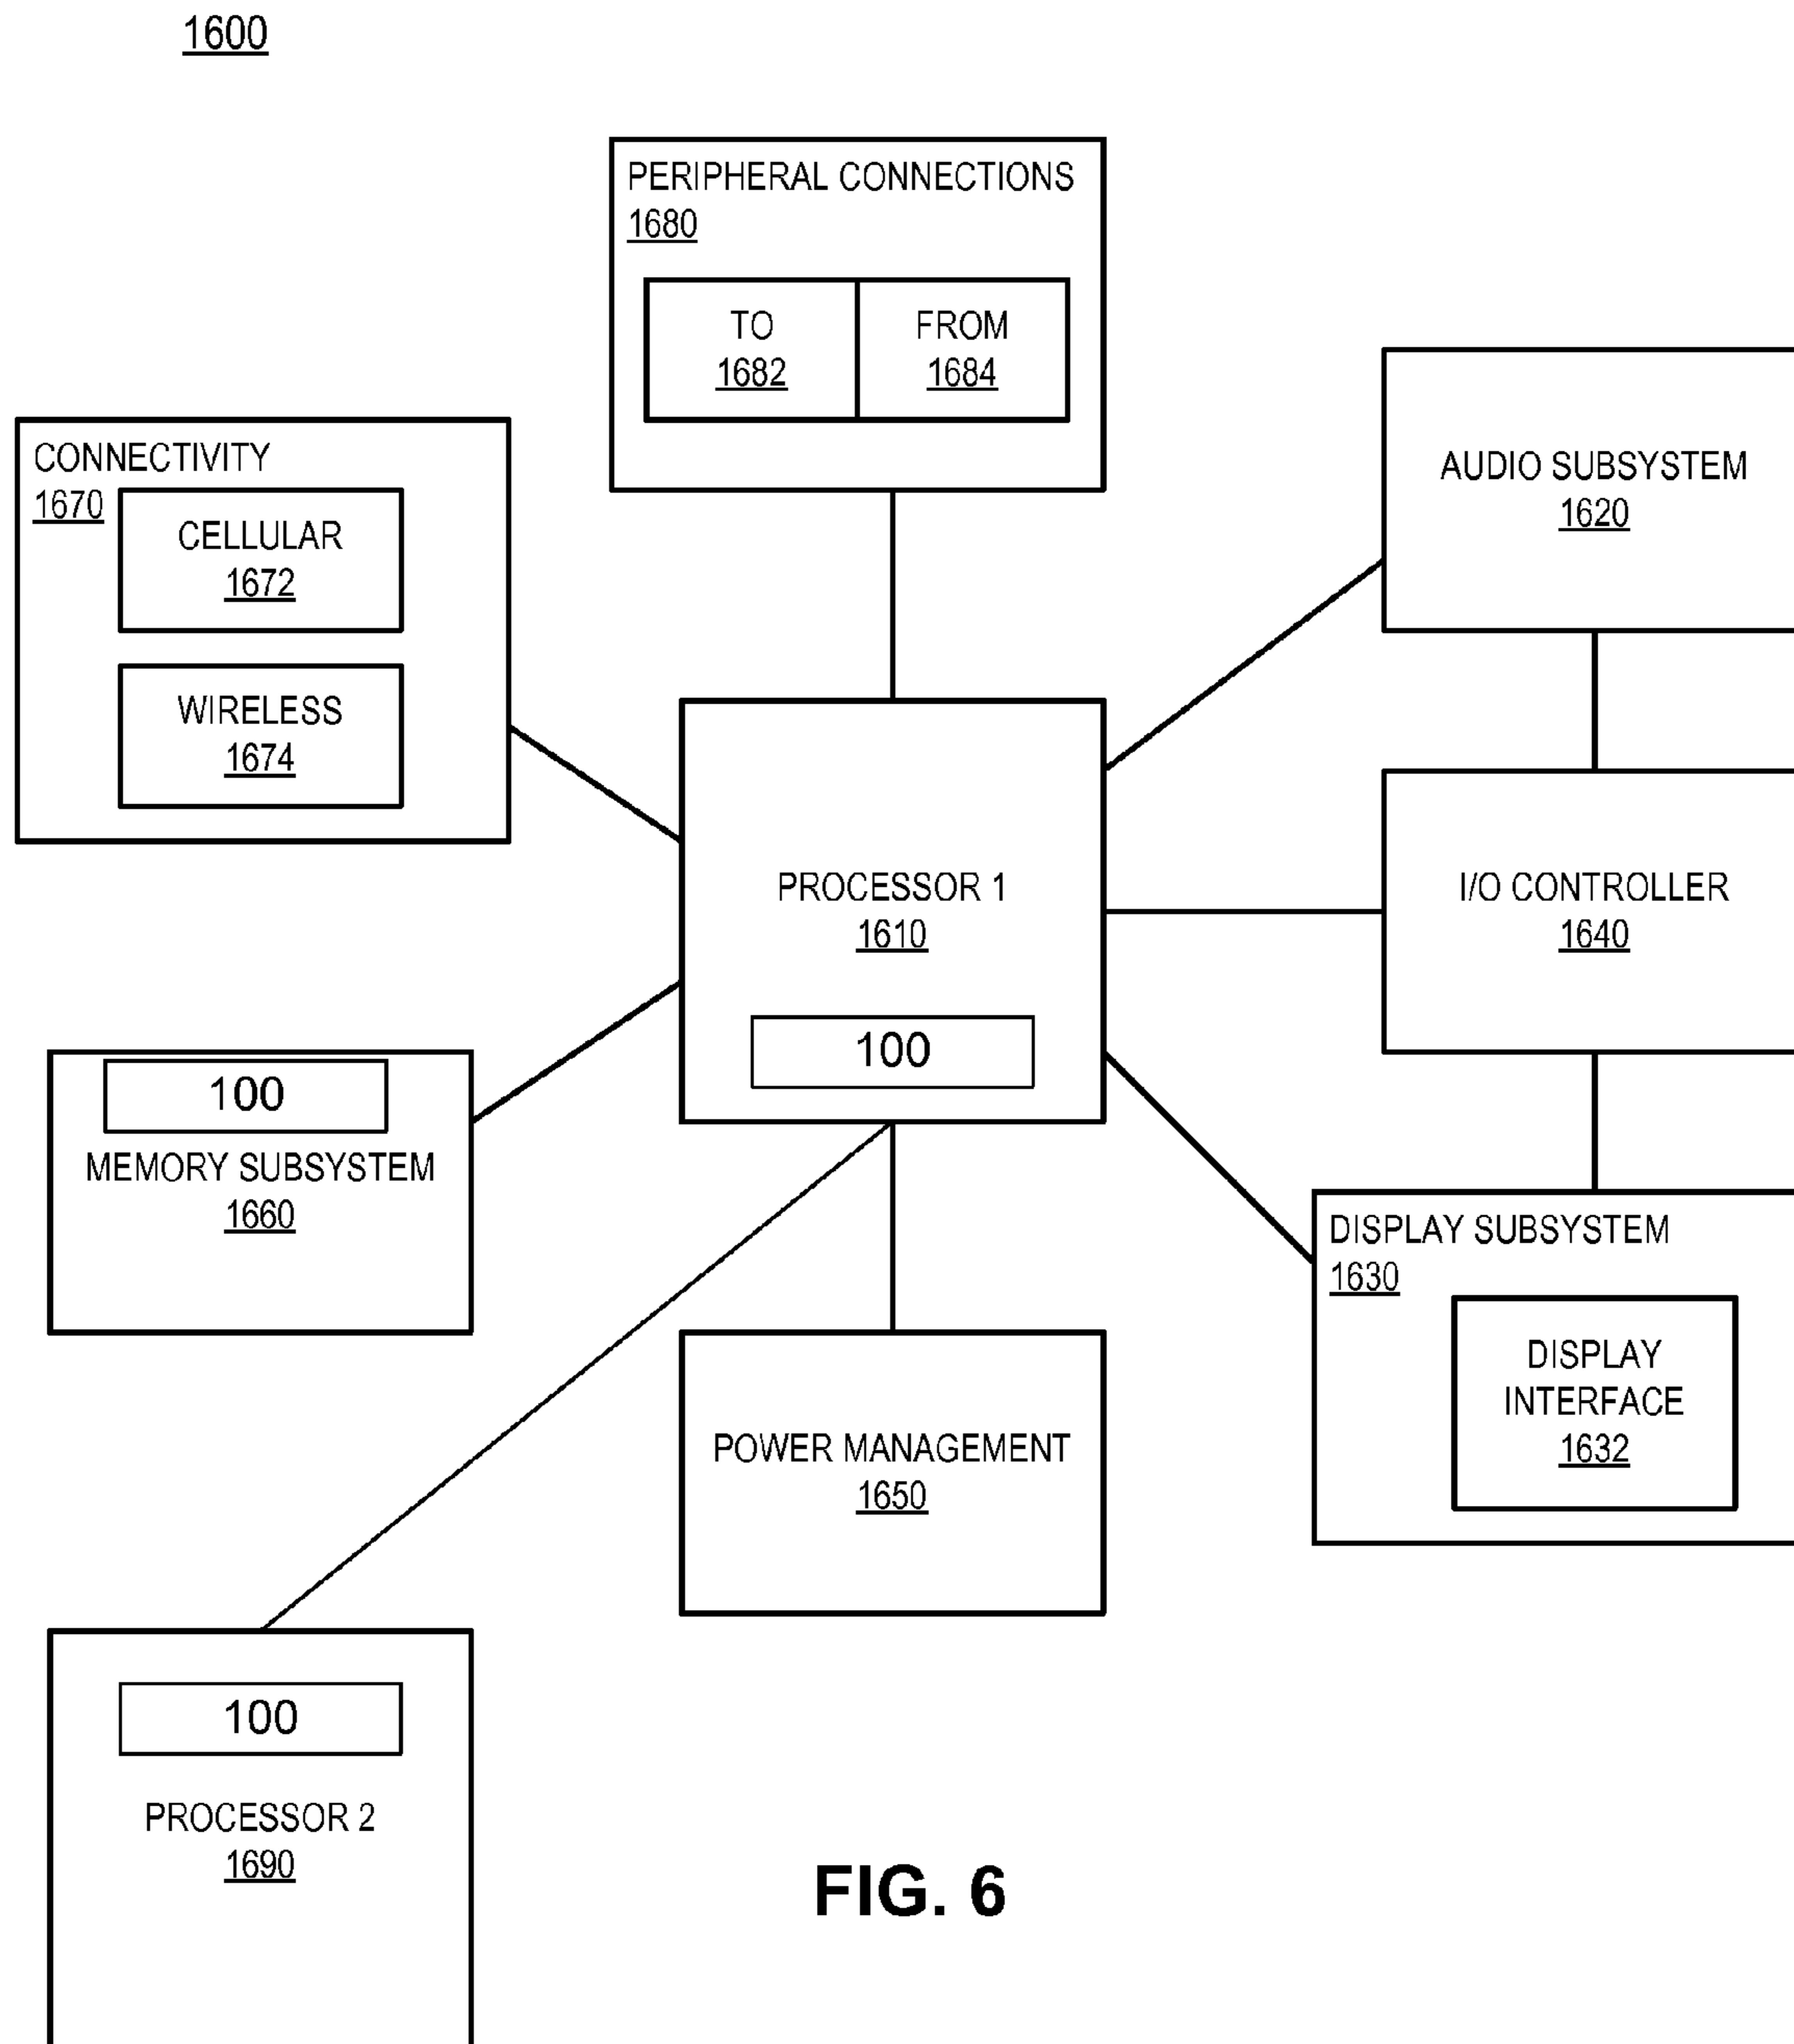 1600
PERIPHERAL CONNECTIONS
1680
TO
1682
FROM
1684
CONNECTIVITY
1670
CELLULAR
1672
WIRELESS
1674
AUDIO SUBSYSTEM
1620
PROCESSOR 1
1610
100
I/O CONTROLLER
1640
100
MEMORY SUBSYSTEM
1660
DISPLAY SUBSYSTEM
1630
DISPLAY
INTERFACE
1632
POWER MANAGEMENT
1650
100
PROCESSOR 2
1690
FIG. 6